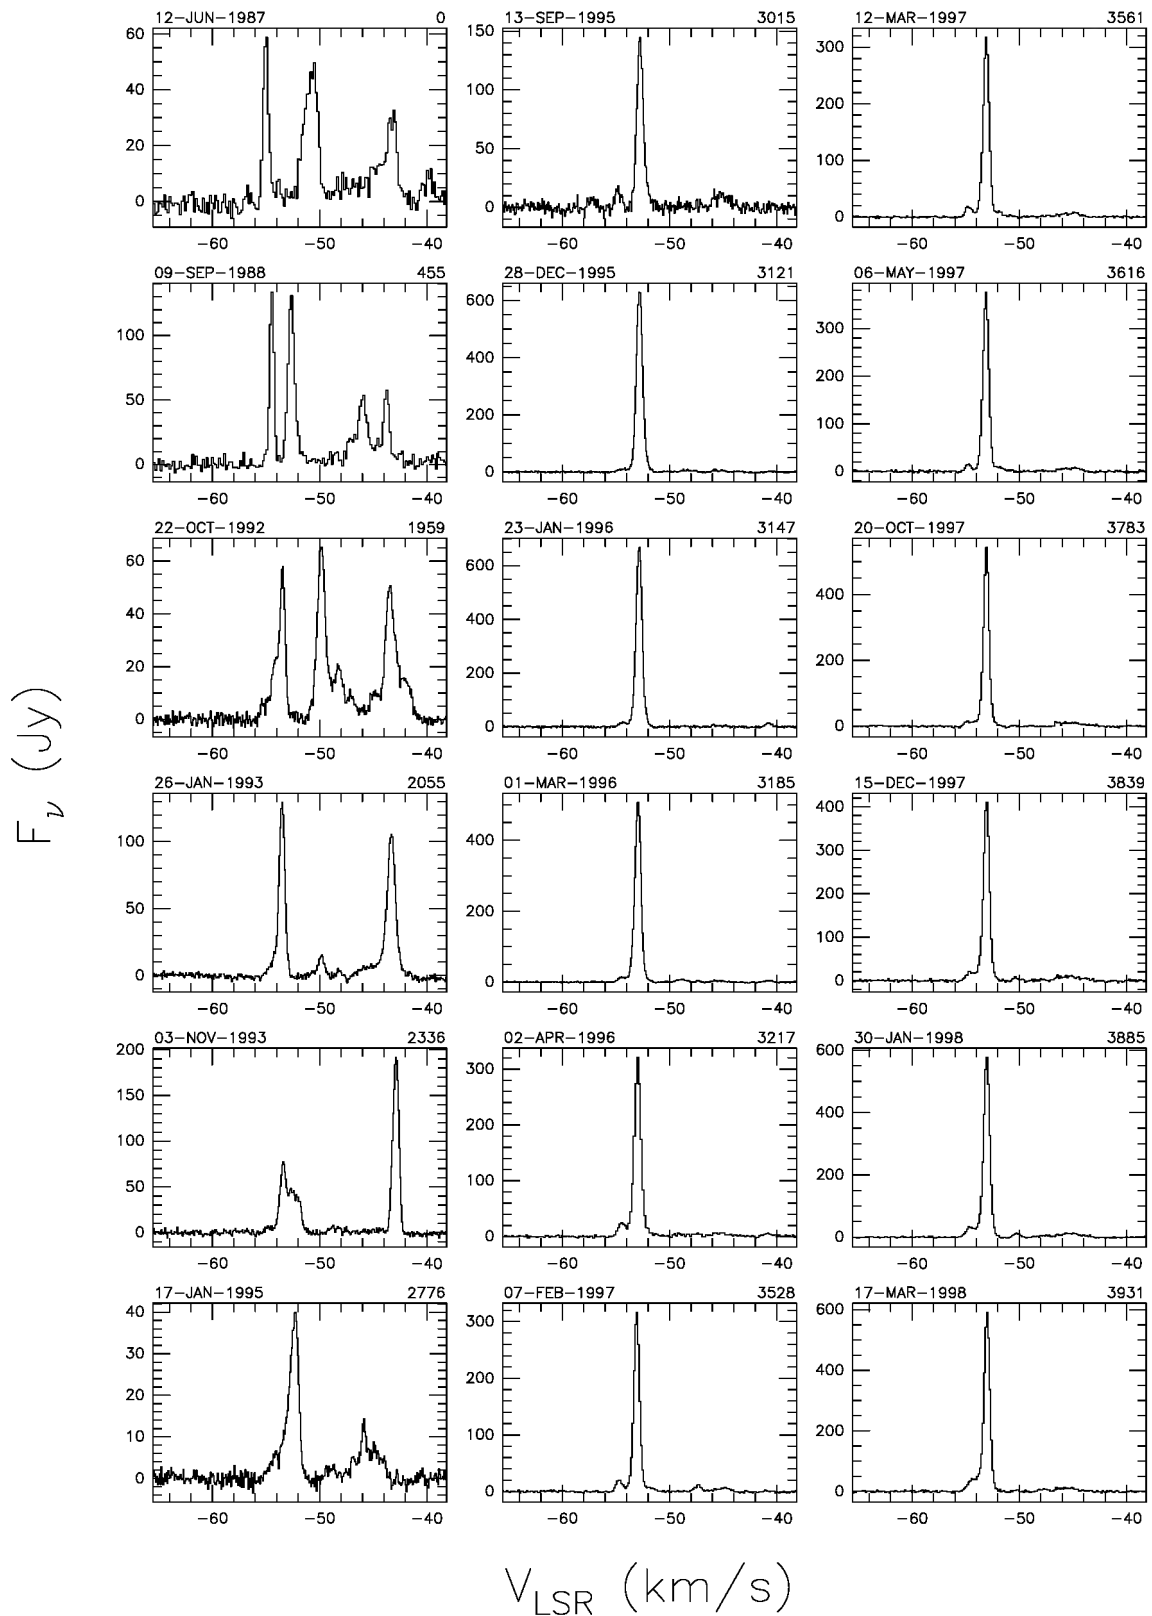 12-JUN-1987 0
60
40
20
0
-60 -50 -40
09-SEP-1988 455
100
50
0
-60 -50 -40
22-OCT-1992 1959
60
40
20
0
-60 -50 -40
26-JAN-1993 2055
100
50
0
-60 -50 -40
03-NOV-1993 2336
200
150
100
50
0
-60 -50 -40
17-JAN-1995 2776
40
30
20
10
0
-60 -50 -40
13-SEP-1995 3015
150
100
50
0
-60 -50 -40
28-DEC-1995 3121
600
400
200
0
-60 -50 -40
23-JAN-1996 3147
600
400
200
0
-60 -50 -40
01-MAR-1996 3185
400
200
0
-60 -50 -40
02-APR-1996 3217
300
200
100
0
-60 -50 -40
07-FEB-1997 3528
300
200
100
0
-60 -50 -40
12-MAR-1997 3561
300
200
100
0
-60 -50 -40
06-MAY-1997 3616
300
200
100
0
-60 -50 -40
20-OCT-1997 3783
400
200
0
-60 -50 -40
15-DEC-1997 3839
400
300
200
100
0
-60 -50 -40
30-JAN-1998 3885
600
400
200
0
-60 -50 -40
17-MAR-1998 3931
600
400
200
0
-60 -50 -40
F_ν (Jy)
V_LSR (km/s)